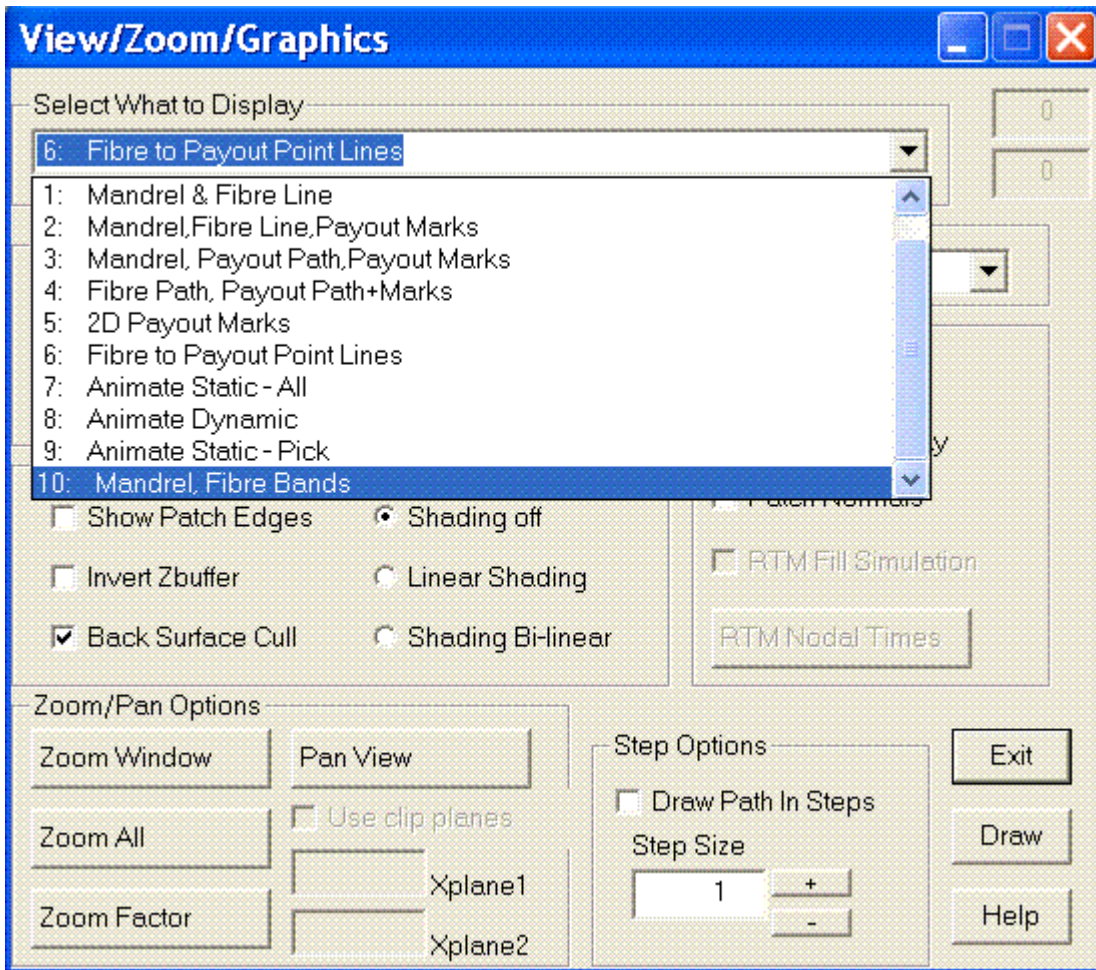 View/Zoom/Graphics
Select What to Display
0
6: Fibre to Payout Point Lines
0
1: Mandrel & Fibre Line
2: Mandrel,Fibre Line,Payout Marks
3: Mandrel, Payout Path,Payout Marks
4: Fibre Path, Payout Path+Marks
5: 2D Payout Marks
6: Fibre to Payout Point Lines
7: Animate Static - All
8: Animate Dynamic
9: Animate Static - Pick
10: Mandrel, Fibre Bands
Show Patch Edges
Shading off
Patch Normals
Invert Zbuffer
Linear Shading
RTM Fill Simulation
Back Surface Cull
Shading Bi-linear
RTM Nodal Times
Zoom/Pan Options
Zoom Window
Pan View
Use clip planes
Zoom All
Xplane1
Zoom Factor
Xplane2
Step Options
Draw Path In Steps
Step Size
1
+
-
Exit
Draw
Help